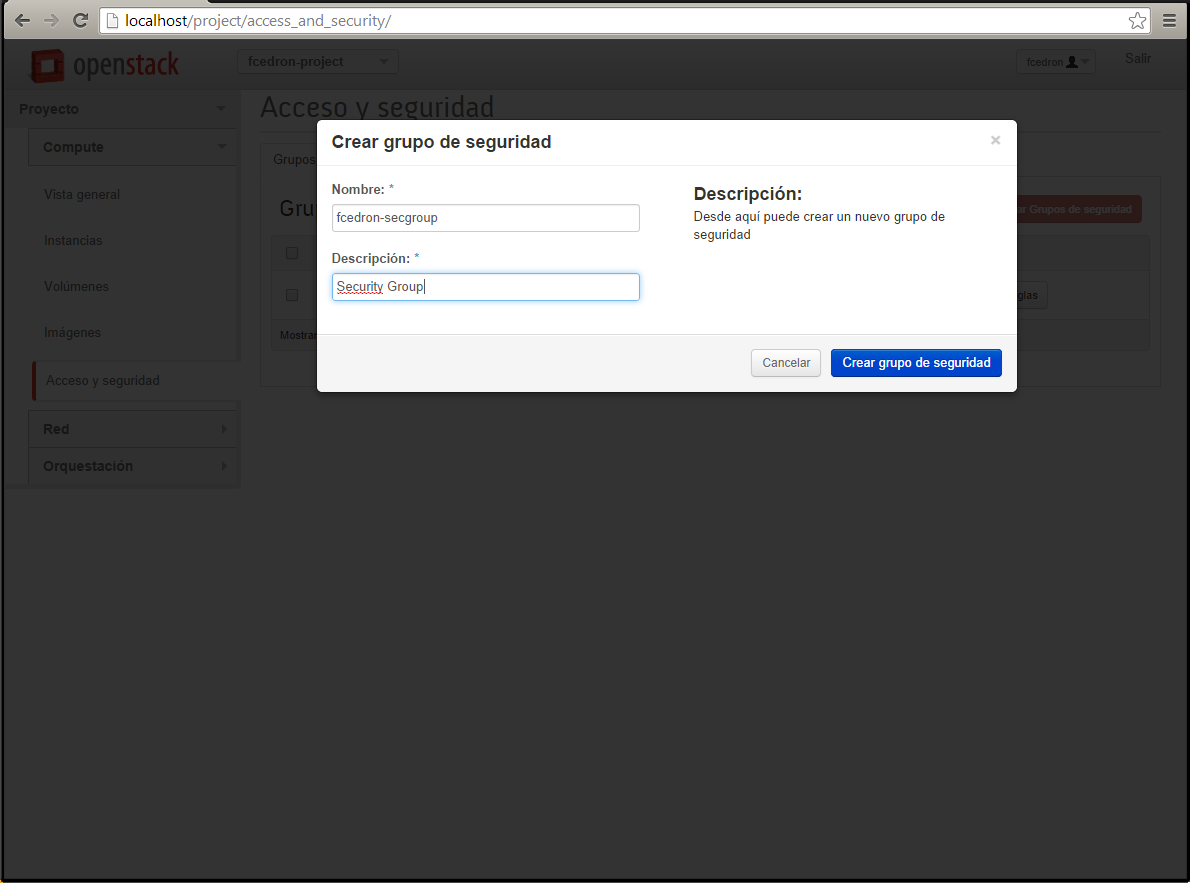 localhost/project/access_and_security/
openstack
fcedron-project
fcedron
Salir
Proyecto
Compute
Vista general
Instancias
Volúmenes
Imágenes
Acceso y seguridad
Red
Orquestación
Acceso y seguridad
Grupos
Crear grupo de seguridad
×
Nombre: *
fcedron-secgroup
Descripción: *
Security Group
Descripción:
Desde aquí puede crear un nuevo grupo de
seguridad
Cancelar
Crear grupo de seguridad
Gru
ar Grupos de seguridad
glas
Mostrar